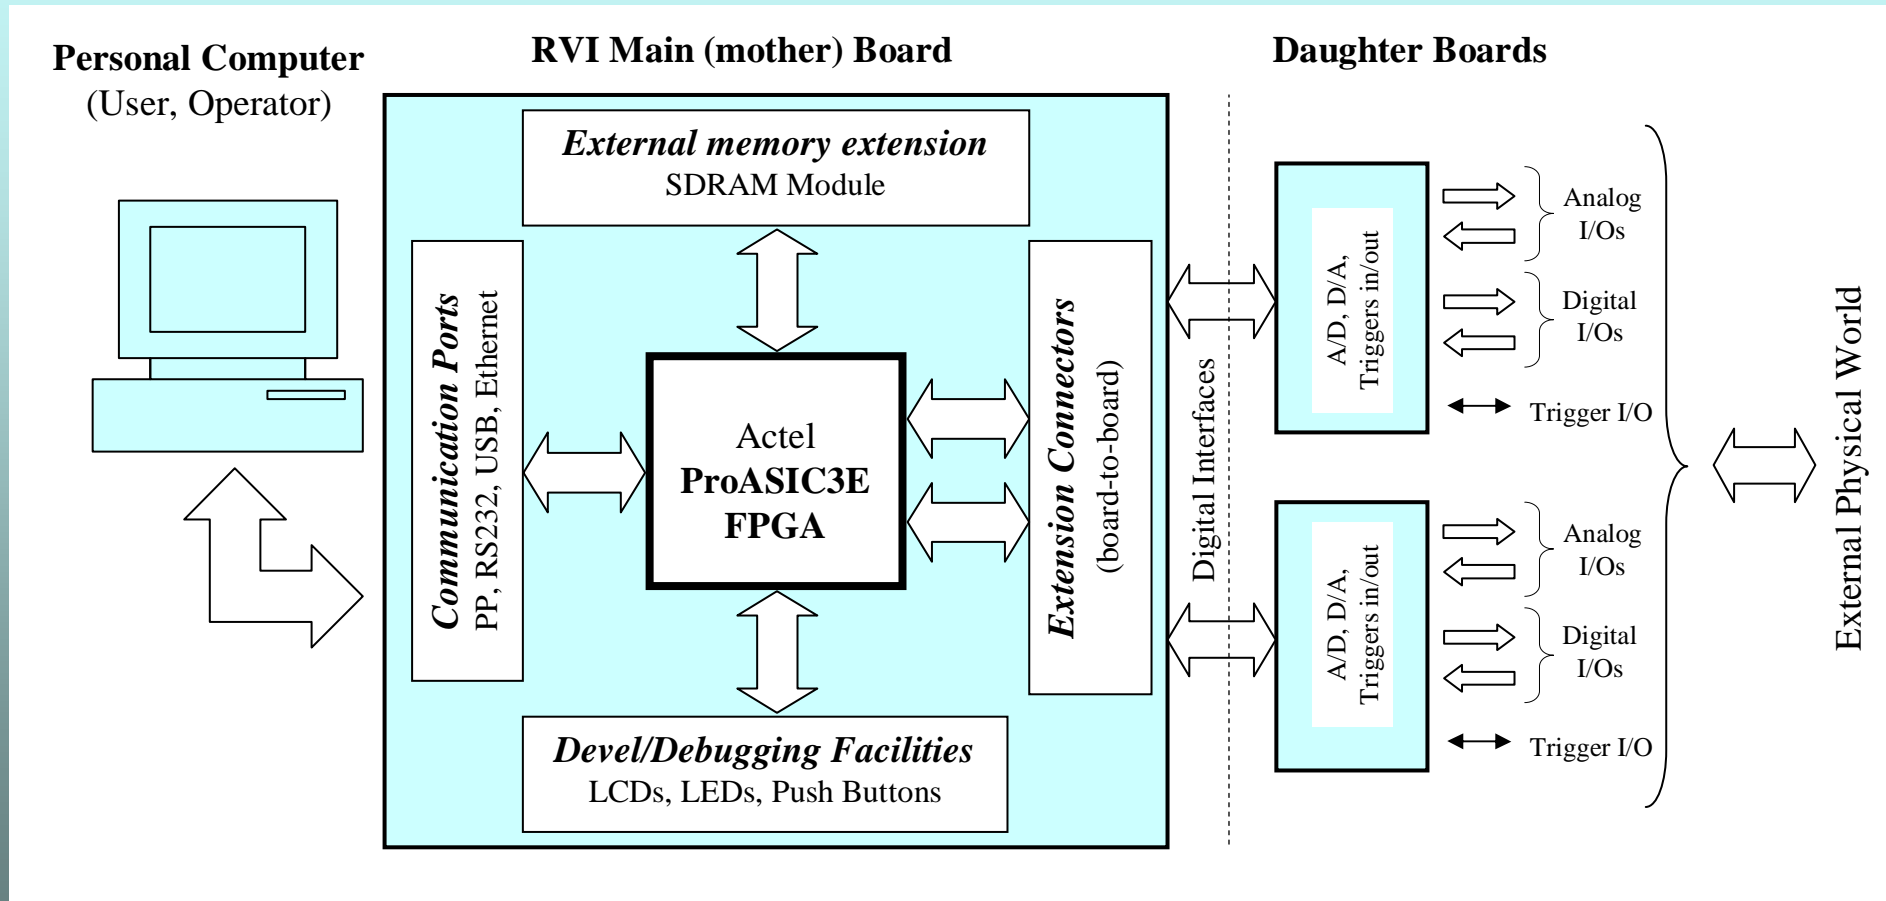 Personal Computer
(User, Operator)
RVI Main (mother) Board
Daughter Boards
External memory extension
SDRAM Module
Communication Ports
PP, RS232, USB, Ethernet
Actel
ProASIC3E
FPGA
Extension Connectors
(board-to-board)
Devel/Debugging Facilities
LCDs, LEDs, Push Buttons
Digital Interfaces
A/D, D/A,
Triggers in/out
Analog
I/Os
Digital
I/Os
Trigger I/O
A/D, D/A,
Triggers in/out
Analog
I/Os
Digital
I/Os
Trigger I/O
External Physical World